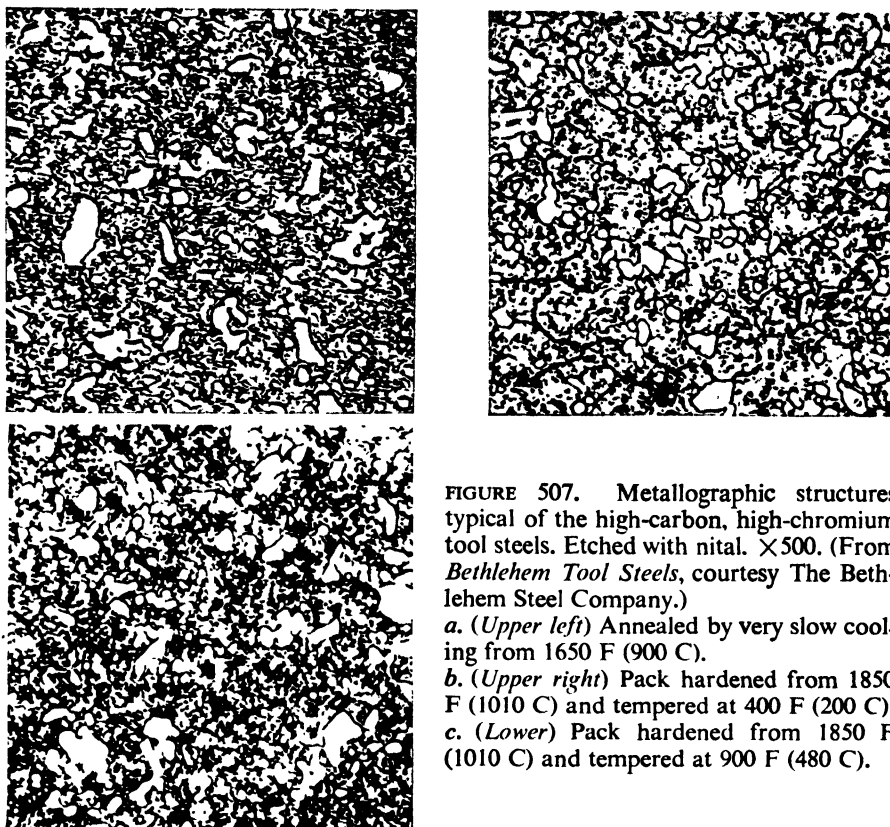 FIGURE 507. Metallographic structures
typical of the high-carbon, high-chromium
tool steels. Etched with nital. ×500. (From
Bethlehem Tool Steels, courtesy The Beth-
lehem Steel Company.)
a. (Upper left) Annealed by very slow cool-
ing from 1650 F (900 C).
b. (Upper right) Pack hardened from 1850
F (1010 C) and tempered at 400 F (200 C)
c. (Lower) Pack hardened from 1850 F
(1010 C) and tempered at 900 F (480 C).